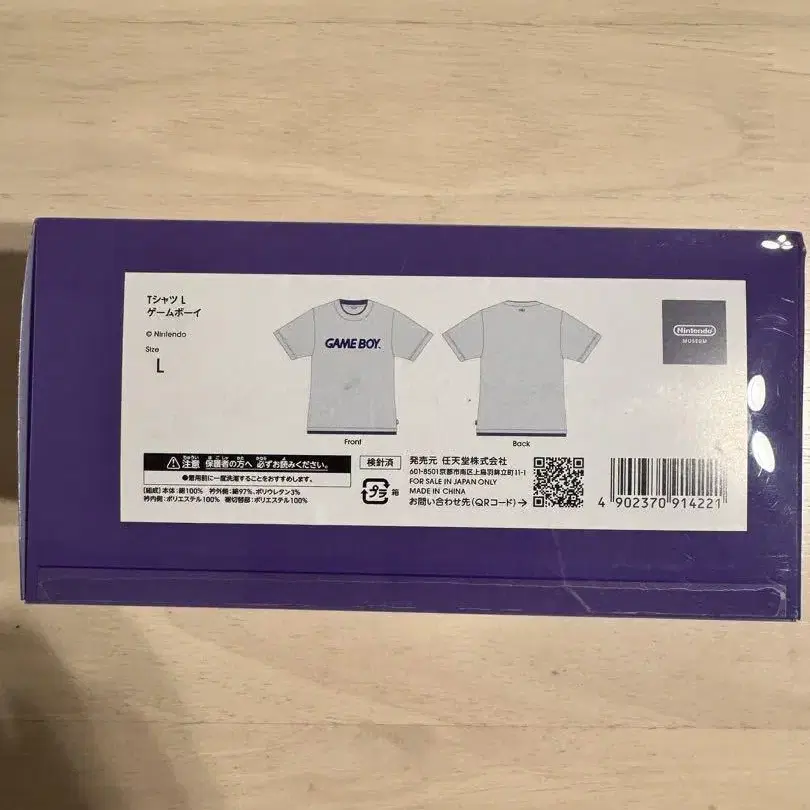 Tシャツ L
ゲームボーイ
© Nintendo
Size
L
GAME BOY™
Front
Back
Nintendo
MUSEUM
注意 保護者の方へ 必ずお読みください。
●着用前に一度洗濯することをおすすめします。
(組成)本体:綿100% 衿外側:綿97%、ポリウレタン3%
衿内側:ポリエステル100% 裾切替部:ポリエステル100%
検針済
プラ 箱
発売元 任天堂株式会社
601-8501京都市南区上鳥羽鉾立町11-1
FOR SALE IN JAPAN ONLY
MADE IN CHINA
お問い合わせ先(QRコード)→
4 902370 914221